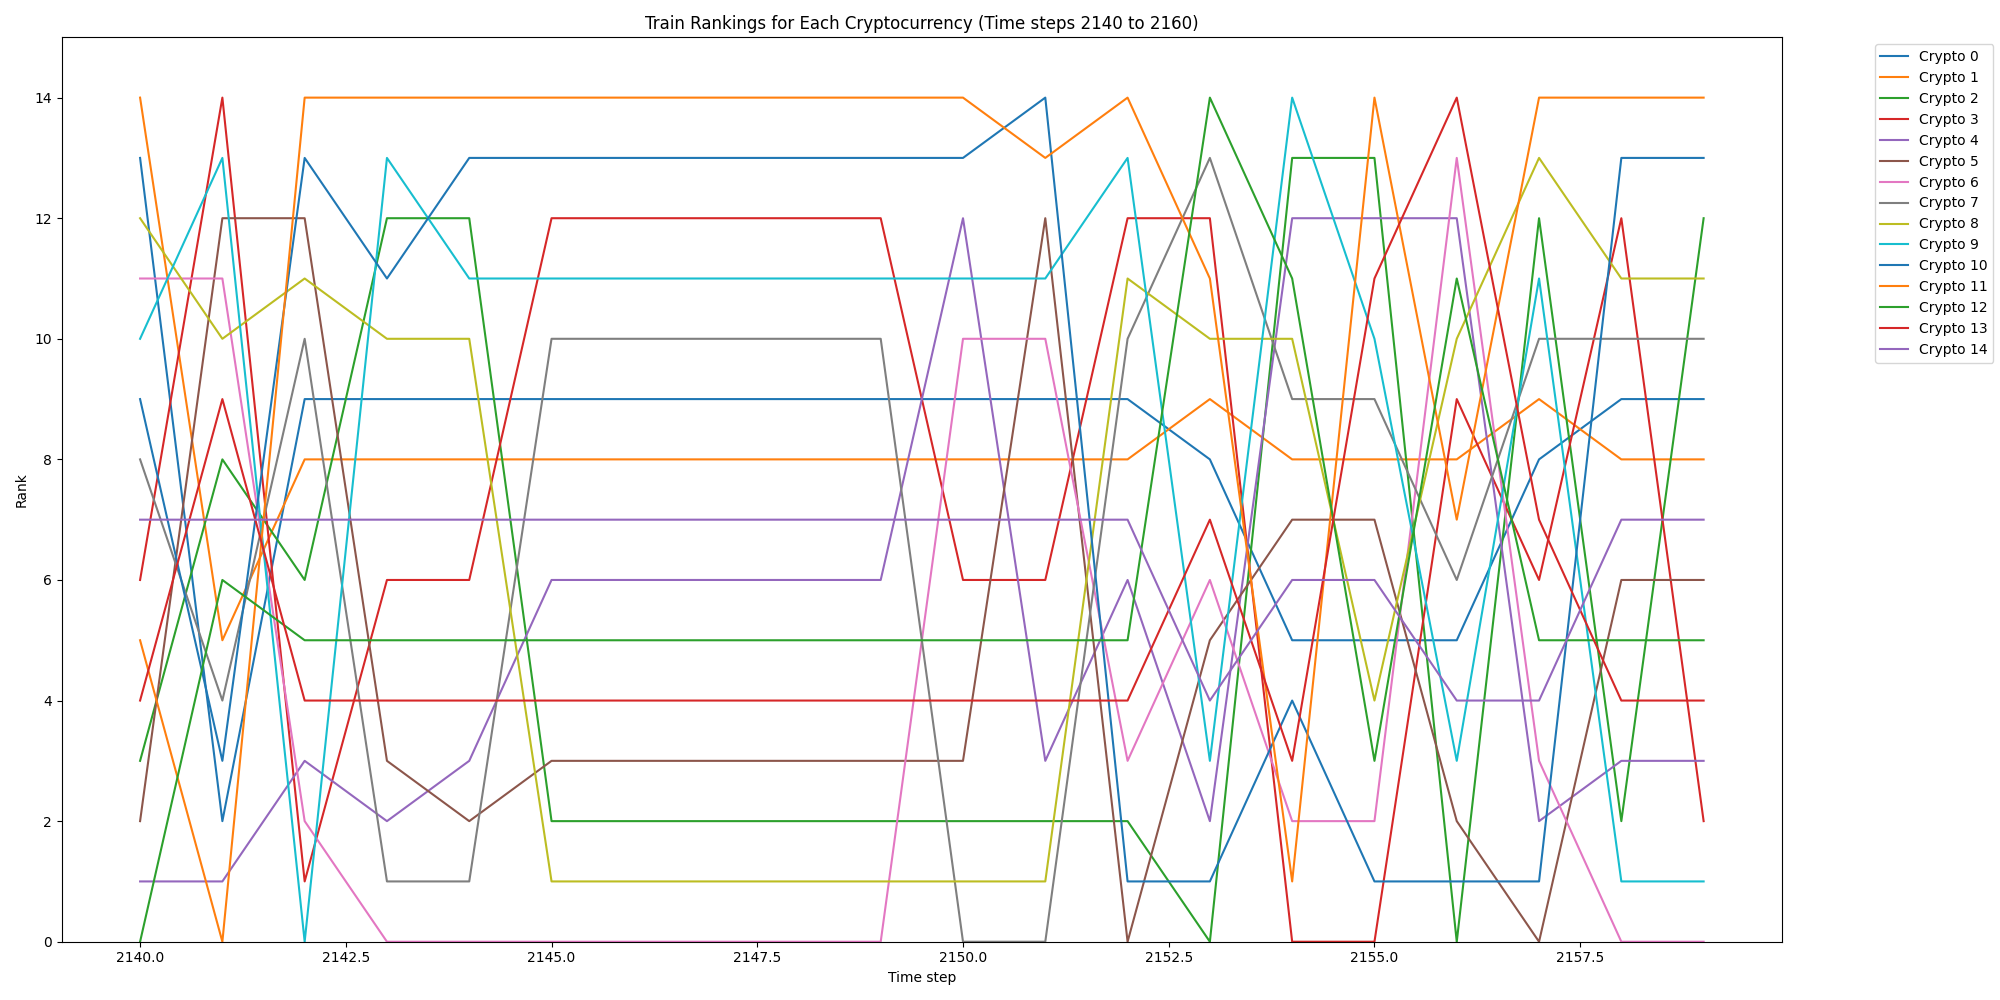 Train Rankings for Each Cryptocurrency (Time steps 2140 to 2160)
Rank
14
12
10
8
6
4
2
0
2140.0 2142.5 2145.0 2147.5 2150.0 2152.5 2155.0 2157.5
Time step
Crypto 0
Crypto 1
Crypto 2
Crypto 3
Crypto 4
Crypto 5
Crypto 6
Crypto 7
Crypto 8
Crypto 9
Crypto 10
Crypto 11
Crypto 12
Crypto 13
Crypto 14